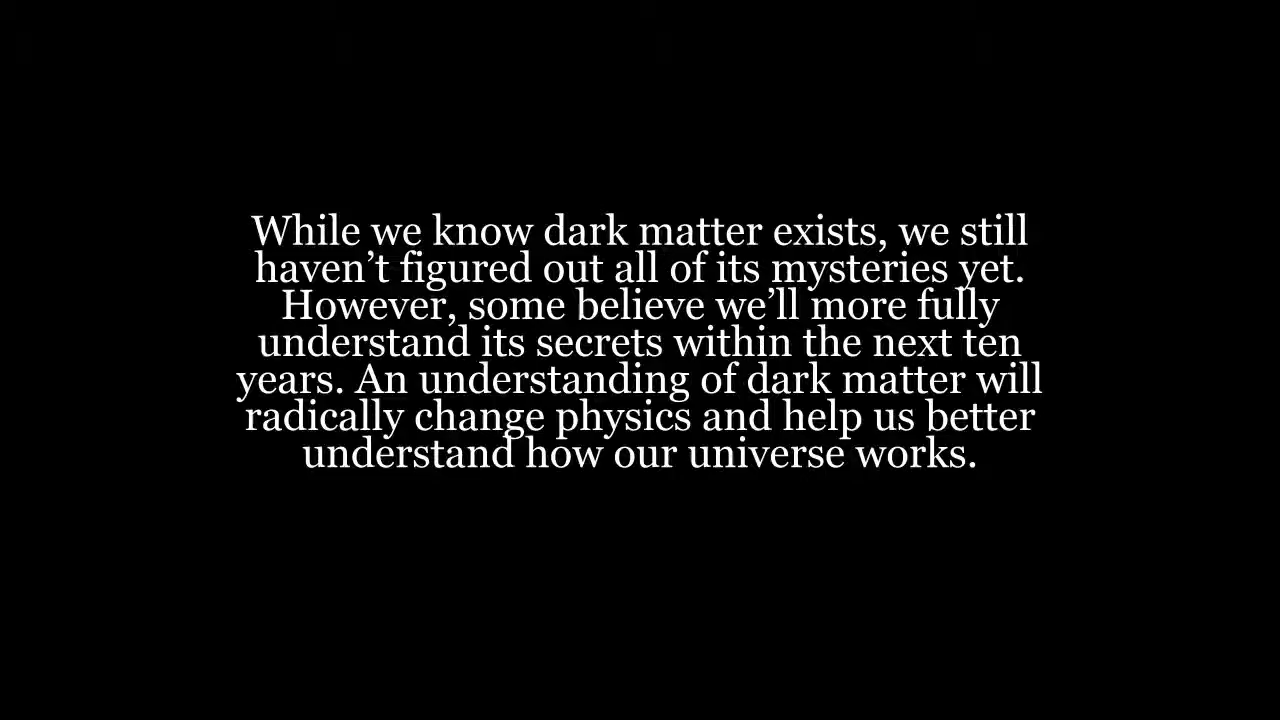 While we know dark matter exists, we still
haven’t figured out all of its mysteries yet.
However, some believe we’ll more fully
understand its secrets within the next ten
years. An understanding of dark matter will
radically change physics and help us better
understand how our universe works.